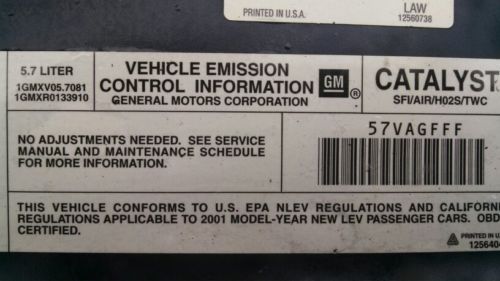 PRINTED IN U.S.A.
LAW
12560738
5.7 LITER
1GMXV05.7081
1GMXR0133910
VEHICLE EMISSION
CONTROL INFORMATION
GENERAL MOTORS CORPORATION
GM ®
CATALYST
SFI/AIR/H02S/TWC
NO ADJUSTMENTS NEEDED. SEE SERVICE
MANUAL AND MAINTENANCE SCHEDULE
FOR MORE INFORMATION.
57VAGFFF
THIS VEHICLE CONFORMS TO U.S. EPA NLEV REGULATIONS AND CALIFORNI
REGULATIONS APPLICABLE TO 2001 MODEL-YEAR NEW LEV PASSENGER CARS. OBD
CERTIFIED.
PRINTED IN U
1256404